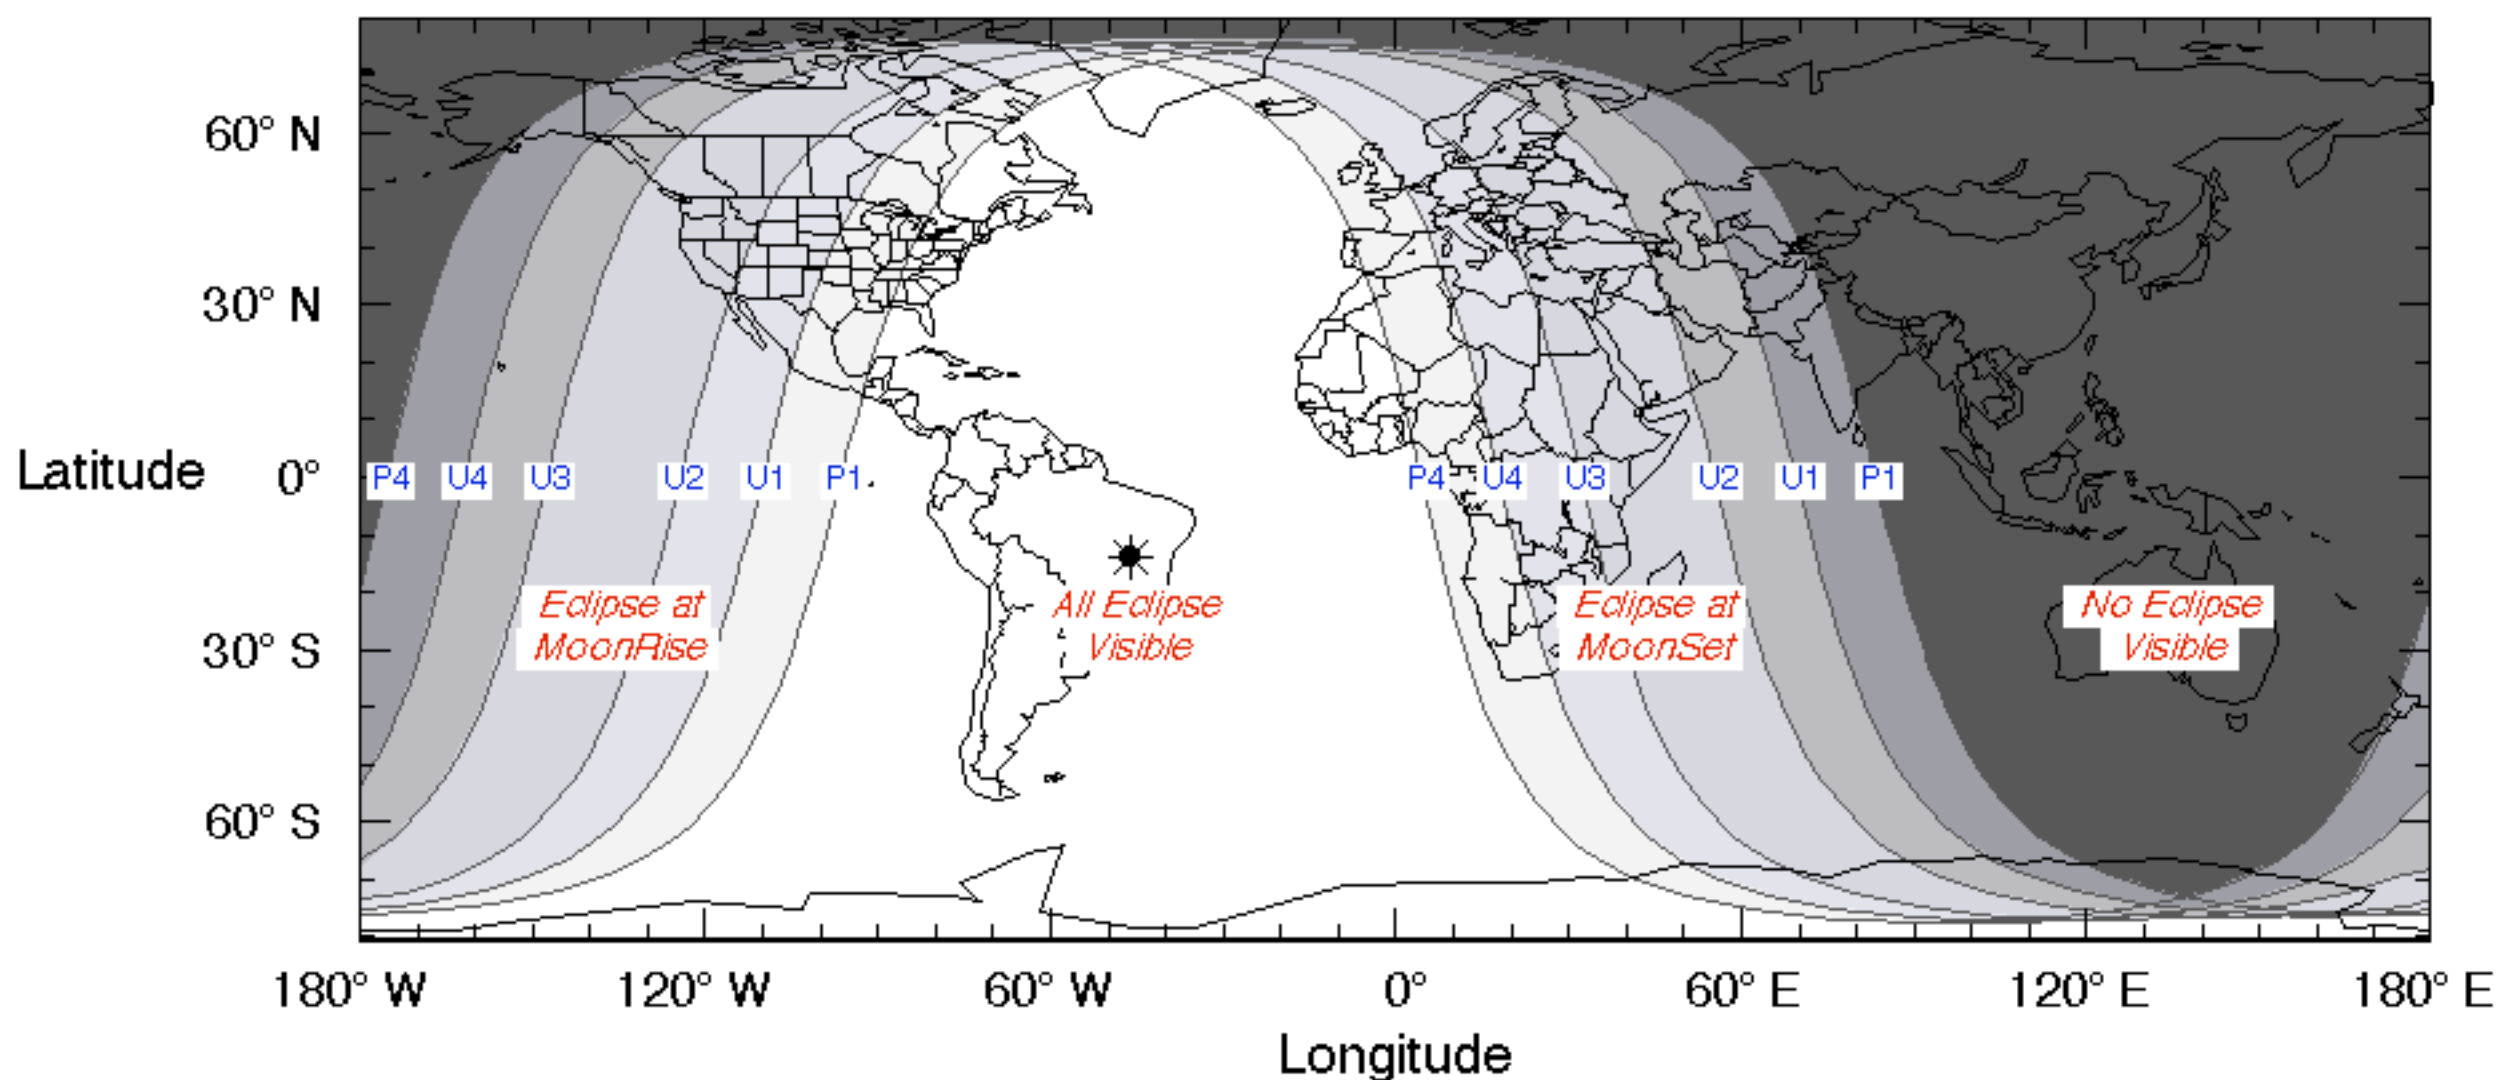 60° N
30° N
Latitude 0°
30° S
60° S
P4 U4 U3 U2 U1 P1 P4 U4 U3 U2 U1 P1
Eclipse at
MoonRise
All Eclipse
Visible
Eclipse at
MoonSet
No Eclipse
Visible
180° W 120° W 60° W 0° 60° E 120° E 180° E
Longitude